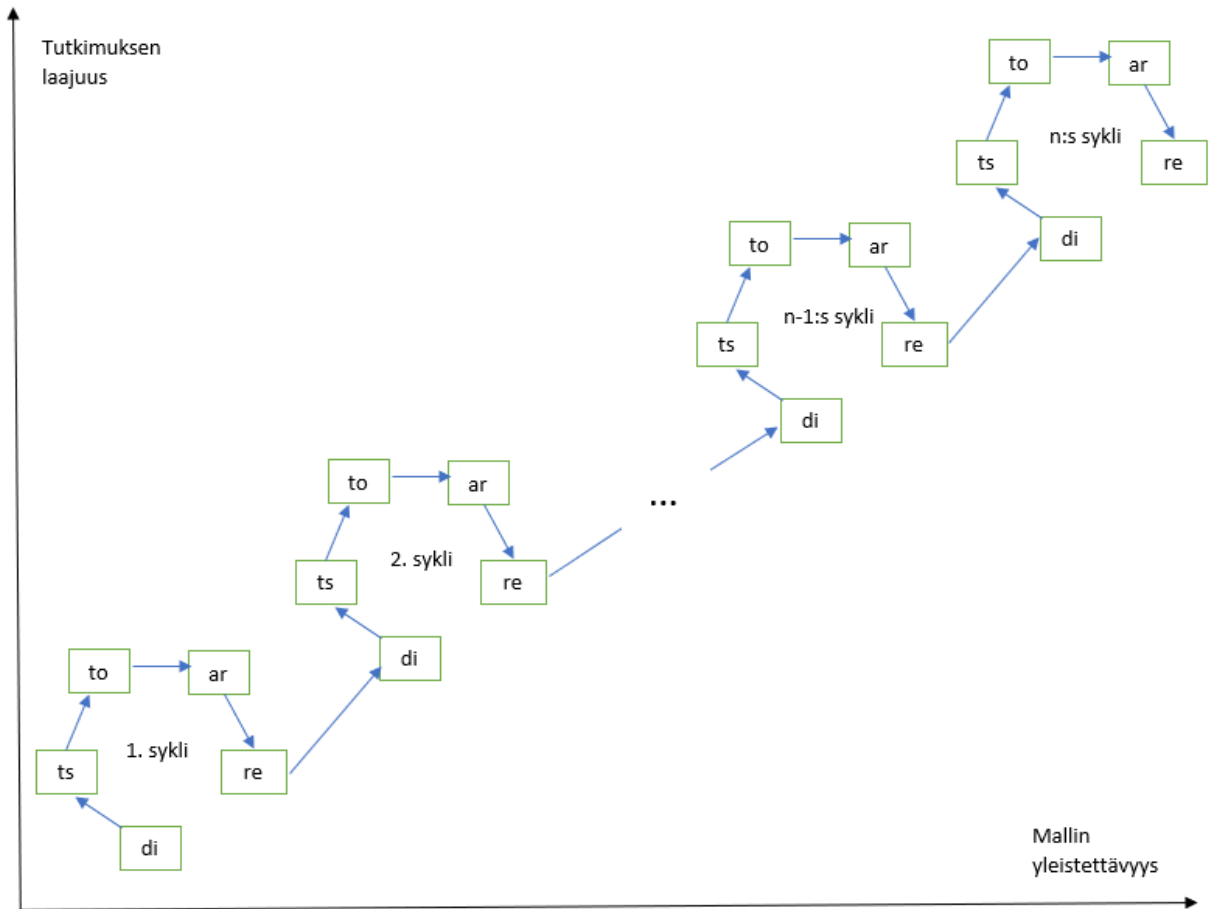 Tutkimuksen
laajuus
to
ar
ts
n:s sykli
re
di
to
ar
ts
n-1:s sykli
re
di
to
ar
...
ts
2. sykli
re
di
to
ar
ts
1. sykli
re
di
Mallin
yleistettävyys